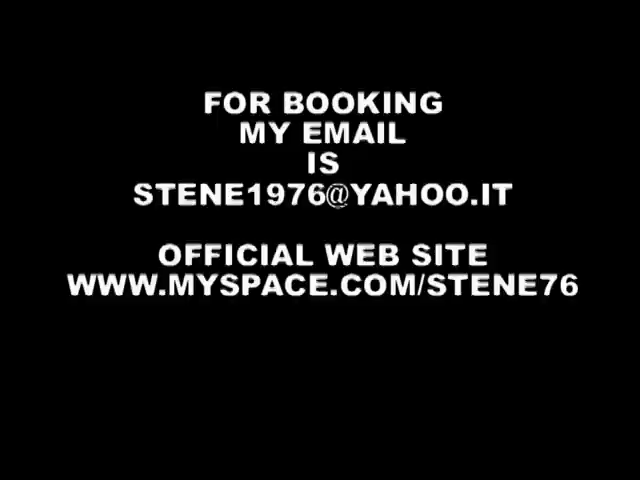 FOR BOOKING
MY EMAIL
IS
STENE1976@YAHOO.IT
OFFICIAL WEB SITE
WWW.MYSPACE.COM/STENE76